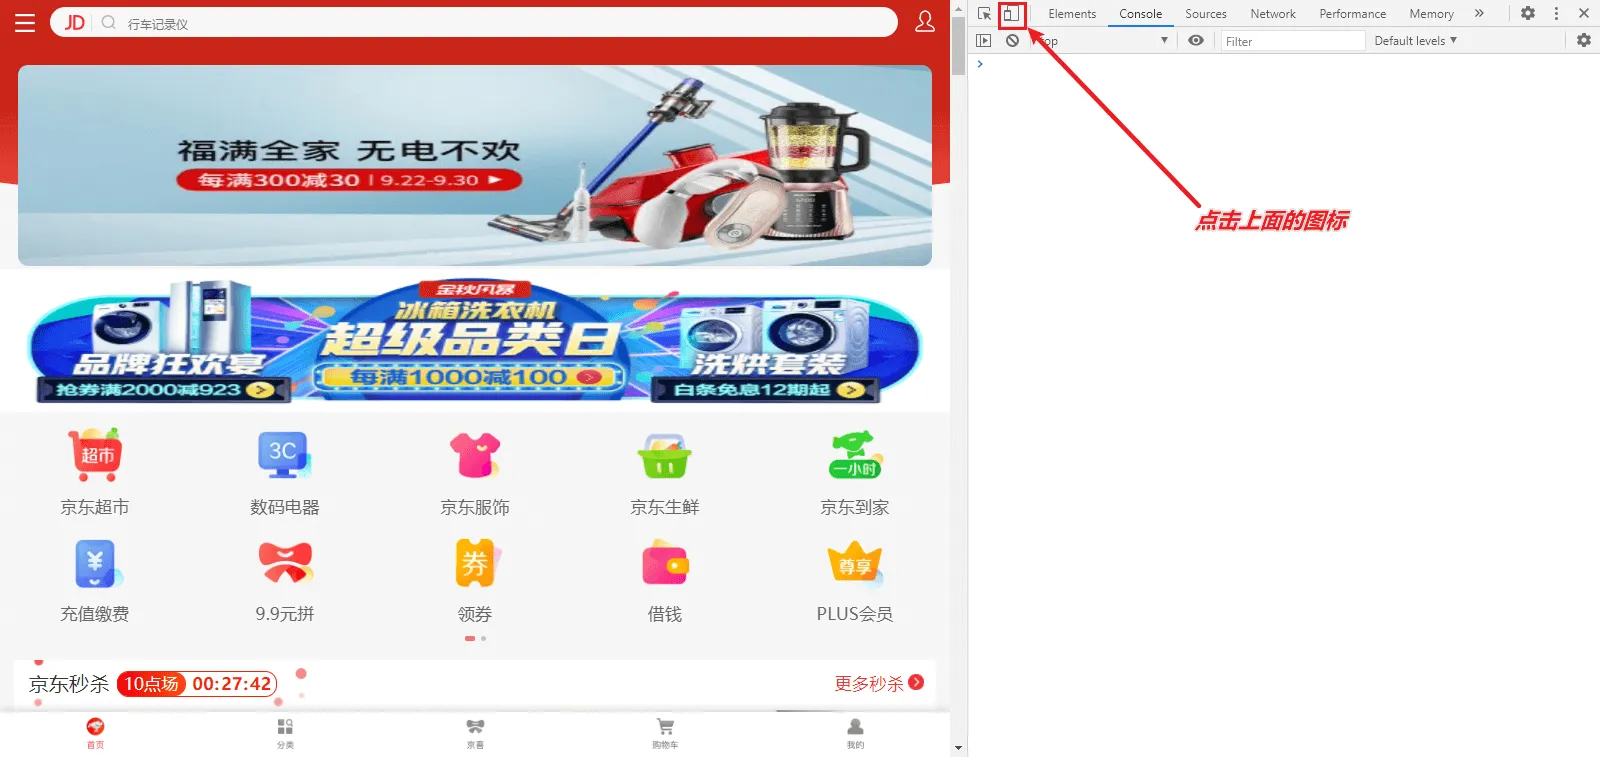 JD 行车记录仪
福满全家 无电不欢
每满300减30 | 9.22-9.30
金秋风暴
冰箱洗衣机
超级品类日
每满1000减100
品牌狂欢宴
抢券满2000减923
洗烘套装
白条免息12期起
超市
3C
一小时
京东超市 数码电器 京东服饰 京东生鲜 京东到家
¥
券
尊享
充值缴费 9.9元拼 领券 借钱 PLUS会员
京东秒杀 10点场 00:27:42 更多秒杀
首页 分类 京喜 购物车 我的
Elements Console Sources Network Performance Memory
top Filter Default levels
点击上面的图标